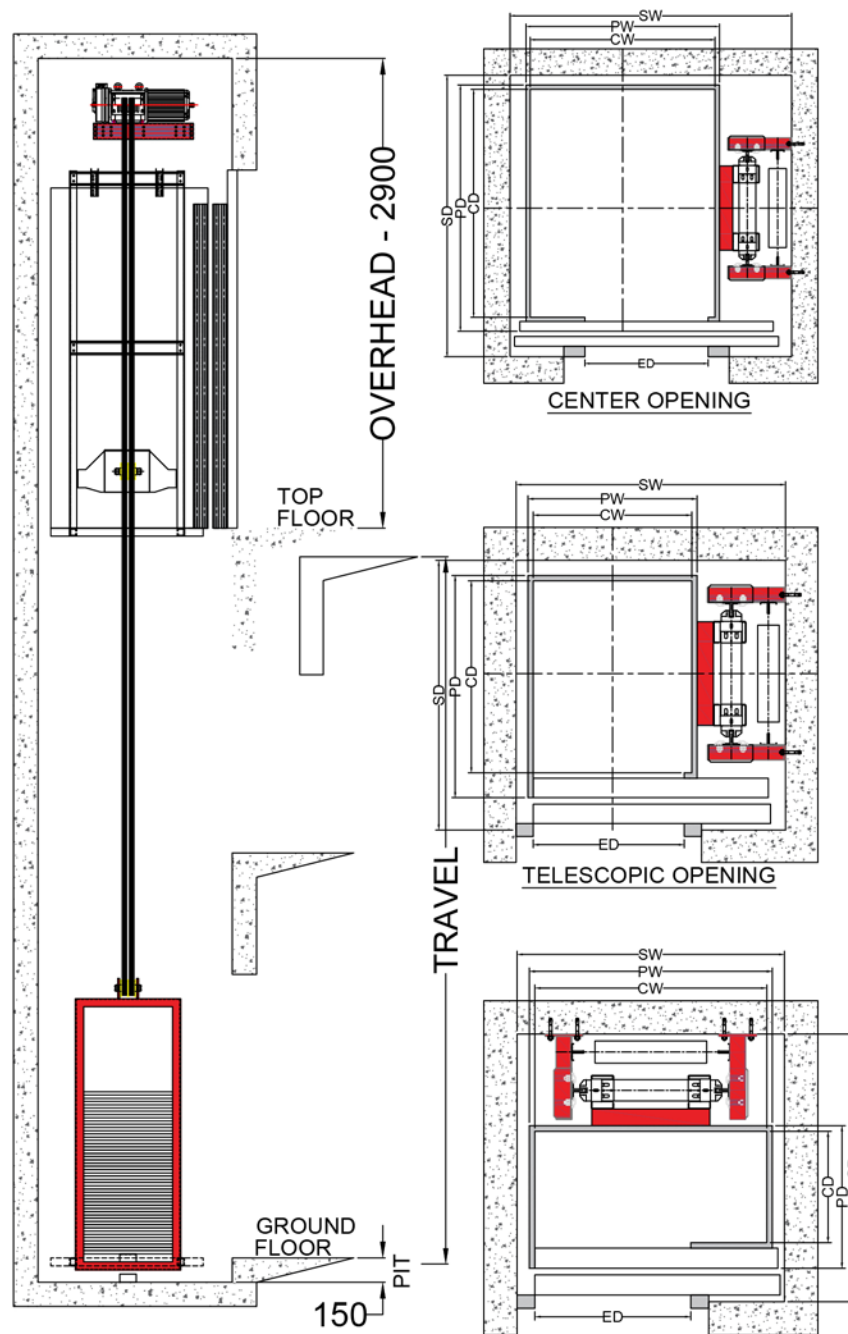 OVERHEAD - 2900
TOP
FLOOR
TRAVEL
GROUND
FLOOR
PIT
150
SW
PW
CW
SD
PD
CD
ED
CENTER OPENING
SW
PW
CW
SD
PD
CD
ED
TELESCOPIC OPENING
SW
PW
CW
CD
PD
ED